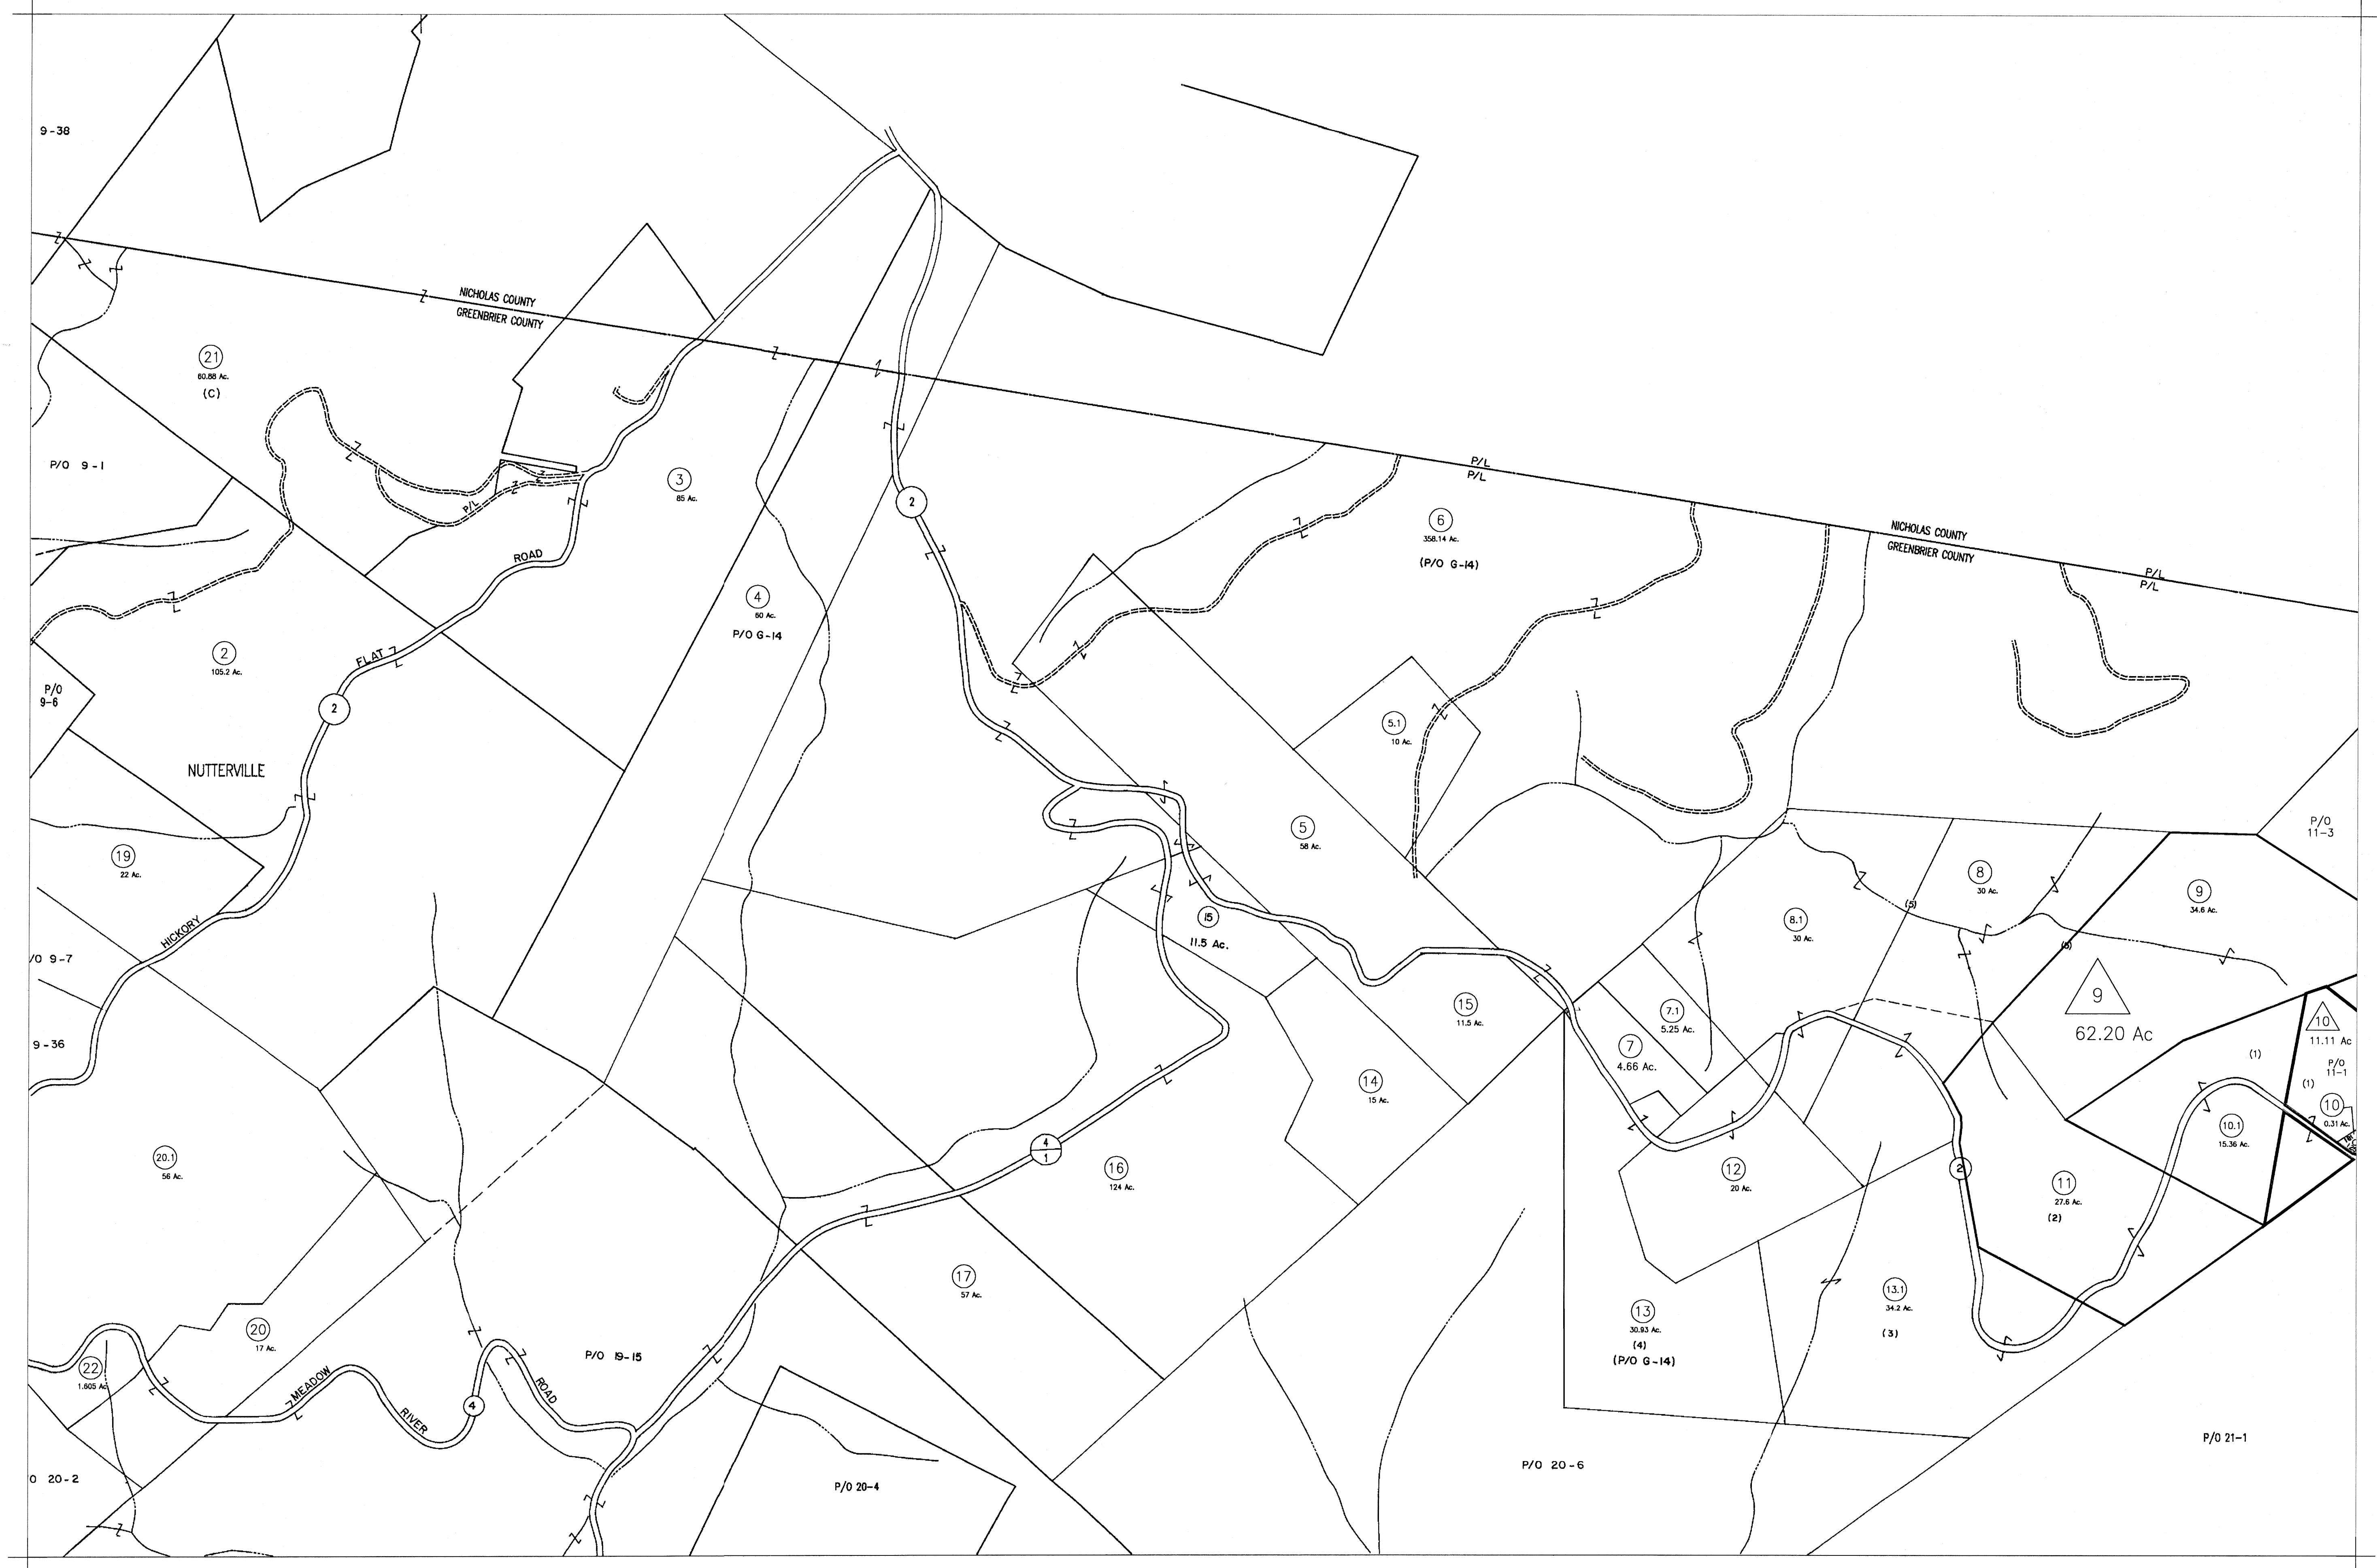 9-38
NICHOLAS COUNTY
GREENBRIER COUNTY
21
60.88 Ac.
(C)
P/O 9-1
P/L
3
85 Ac.
2
P/L
P/L
6
358.14 Ac.
(P/O G-14)
NICHOLAS COUNTY
GREENBRIER COUNTY
P/L
P/L
ROAD
4
60 Ac.
P/O G-14
2
105.2 Ac.
FLAT
P/O
9-6
2
NUTTERVILLE
5.1
10 Ac.
5
58 Ac.
P/O
11-3
19
22 Ac.
HICKORY
8
30 Ac.
9
34.6 Ac.
(5)
8.1
30 Ac.
15
11.5 Ac.
(6)
/O 9-7
9
62.20 Ac
15
11.5 Ac.
7.1
5.25 Ac.
10
11.11 Ac
P/O
11-1
9-36
7
4.66 Ac.
(1)
(1)
14
15 Ac.
10
0.31 Ac.
10.1
15.36 Ac.
4
1
20.1
56 Ac.
16
124 Ac.
12
20 Ac.
2
11
27.6 Ac.
(2)
17
57 Ac.
13.1
34.2 Ac.
(3)
13
30.93 Ac.
(4)
(P/O G-14)
20
17 Ac.
P/O 19-15
22
1.605 Ac.
MEADOW
RIVER
4
ROAD
P/O 21-1
P/O 20-6
O 20-2
P/O 20-4